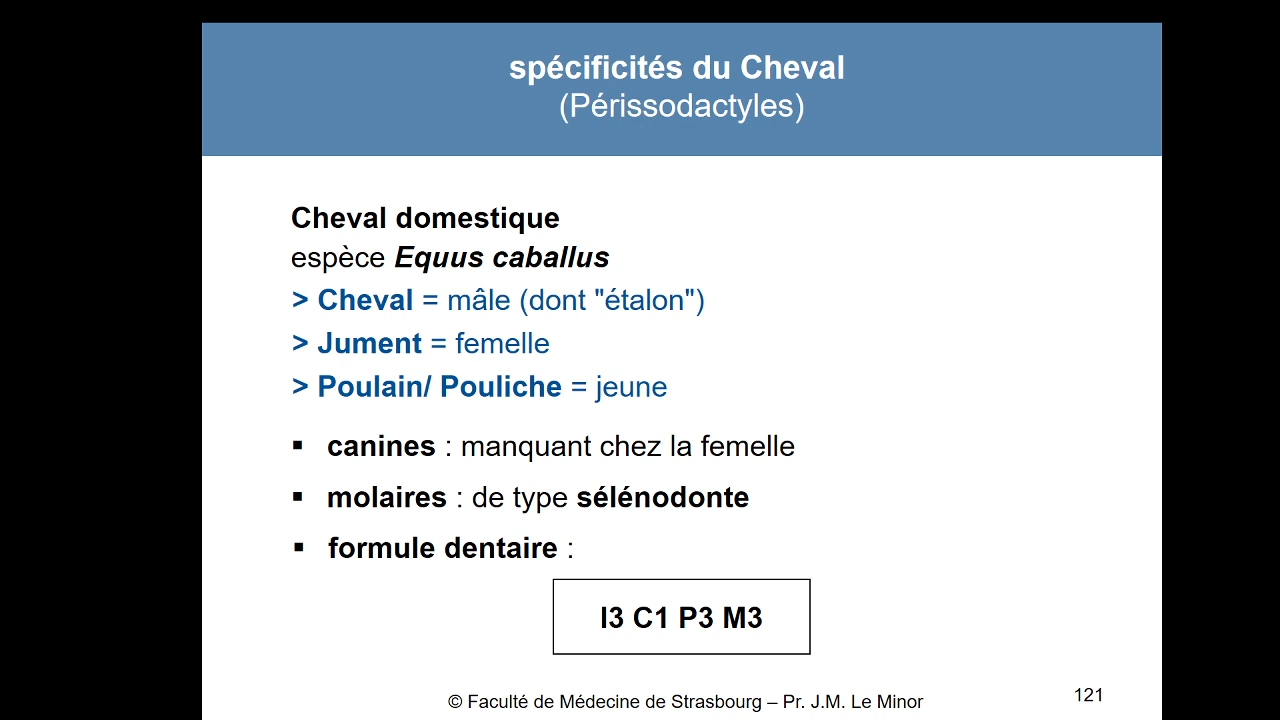 spécificités du Cheval
(Périssodactyles)
Cheval domestique
espèce Equus caballus
> Cheval = mâle (dont "étalon")
> Jument = femelle
> Poulain/ Pouliche = jeune
▪ canines : manquant chez la femelle
▪ molaires : de type sélénodonte
▪ formule dentaire :
I3 C1 P3 M3
© Faculté de Médecine de Strasbourg – Pr. J.M. Le Minor
121